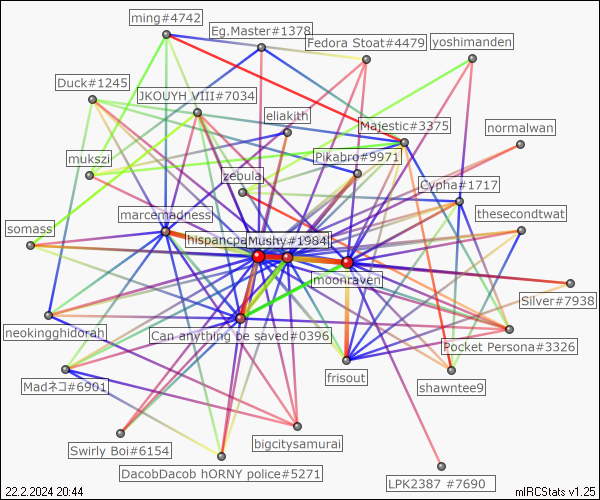 ming#4742
Eg.Master#1378
Fedora Stoat#4479
yoshimanden
Duck#1245
JKOUYH VIII#7034
eliakith
Majestic#3375
normalwan
mukszi
Pikabro#9971
zebula
Cypha#1717
marcemadness
thesecondtwat
somass
hispancpa
Mushy#1984
moonraven
Silver#7938
neokingghidorah
Can anything be saved#0396
Pocket Persona#3326
frisout
shawntee9
Madネコ#6901
bigcitysamurai
Swirly Boi#6154
DacobDacob hORNY police#5271
LPK2387 #7690
22.2.2024 20:44
mIRCStats v1.25